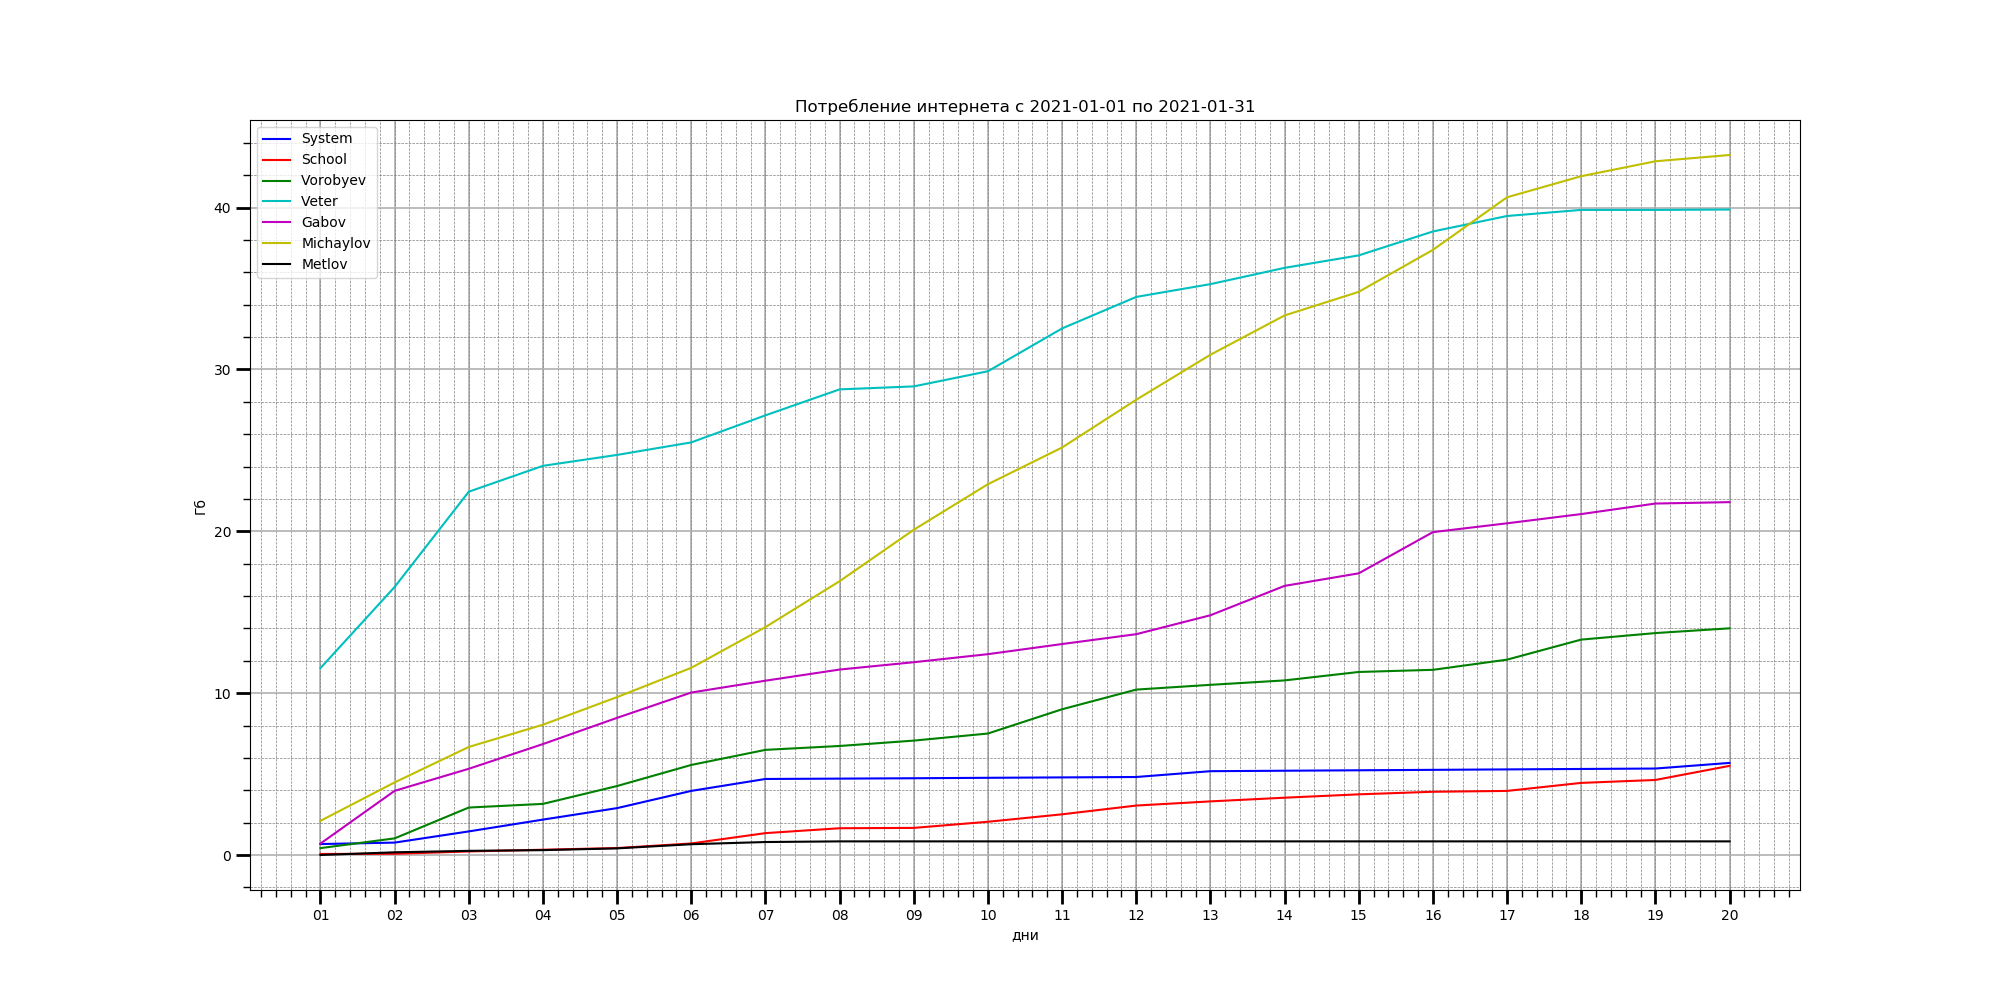 Потребление интернета с 2021-01-01 по 2021-01-31
System
School
Vorobyev
Veter
Gabov
Michaylov
Metlov
40
30
20
10
0
Гб
01 02 03 04 05 06 07 08 09 10 11 12 13 14 15 16 17 18 19 20
дни